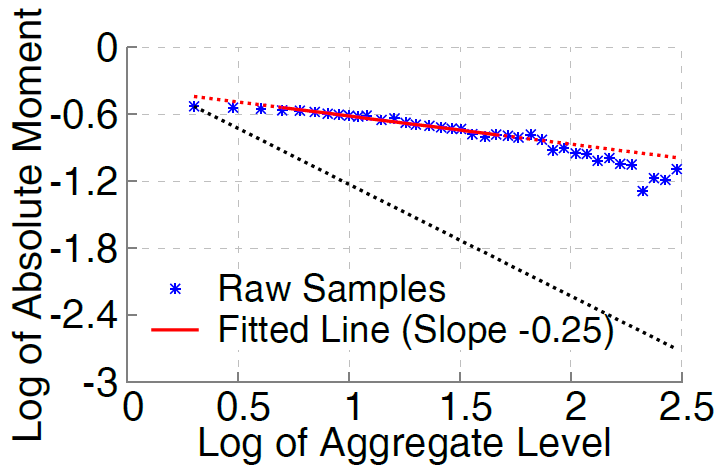 Log of Absolute Moment
0
-0.6
-1.2
-1.8
-2.4
-3
Raw Samples
Fitted Line (Slope -0.25)
0 0.5 1 1.5 2 2.5
Log of Aggregate Level